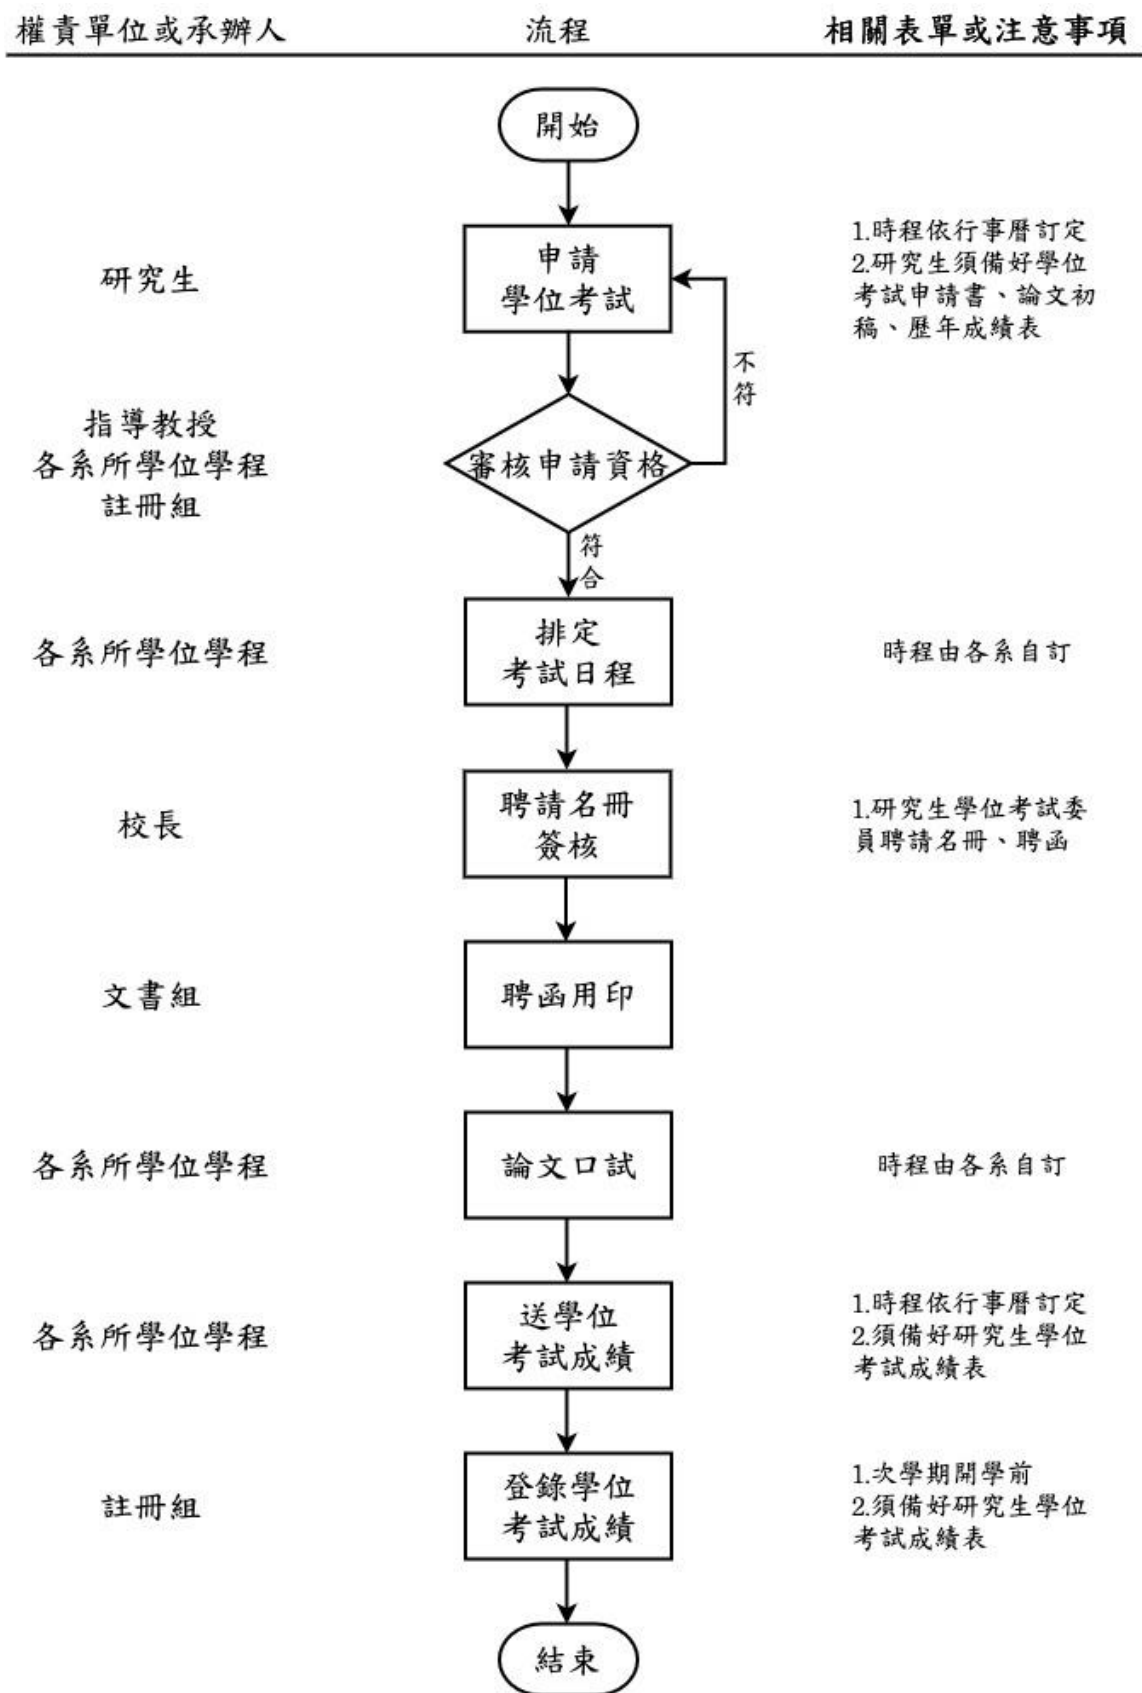 權責單位或承辦人
流程
相關表單或注意事項
開始
研究生
申請
學位考試
1.時程依行事曆訂定
2.研究生須備好學位
考試申請書、論文初
稿、歷年成績表
不
符
指導教授
各系所學位學程
註冊組
審核申請資格
符
合
各系所學位學程
排定
考試日程
時程由各系自訂
校長
聘請名冊
簽核
1.研究生學位考試委
員聘請名冊、聘函
文書組
聘函用印
各系所學位學程
論文口試
時程由各系自訂
各系所學位學程
送學位
考試成績
1.時程依行事曆訂定
2.須備好研究生學位
考試成績表
註冊組
登錄學位
考試成績
1.次學期開學前
2.須備好研究生學位
考試成績表
結束